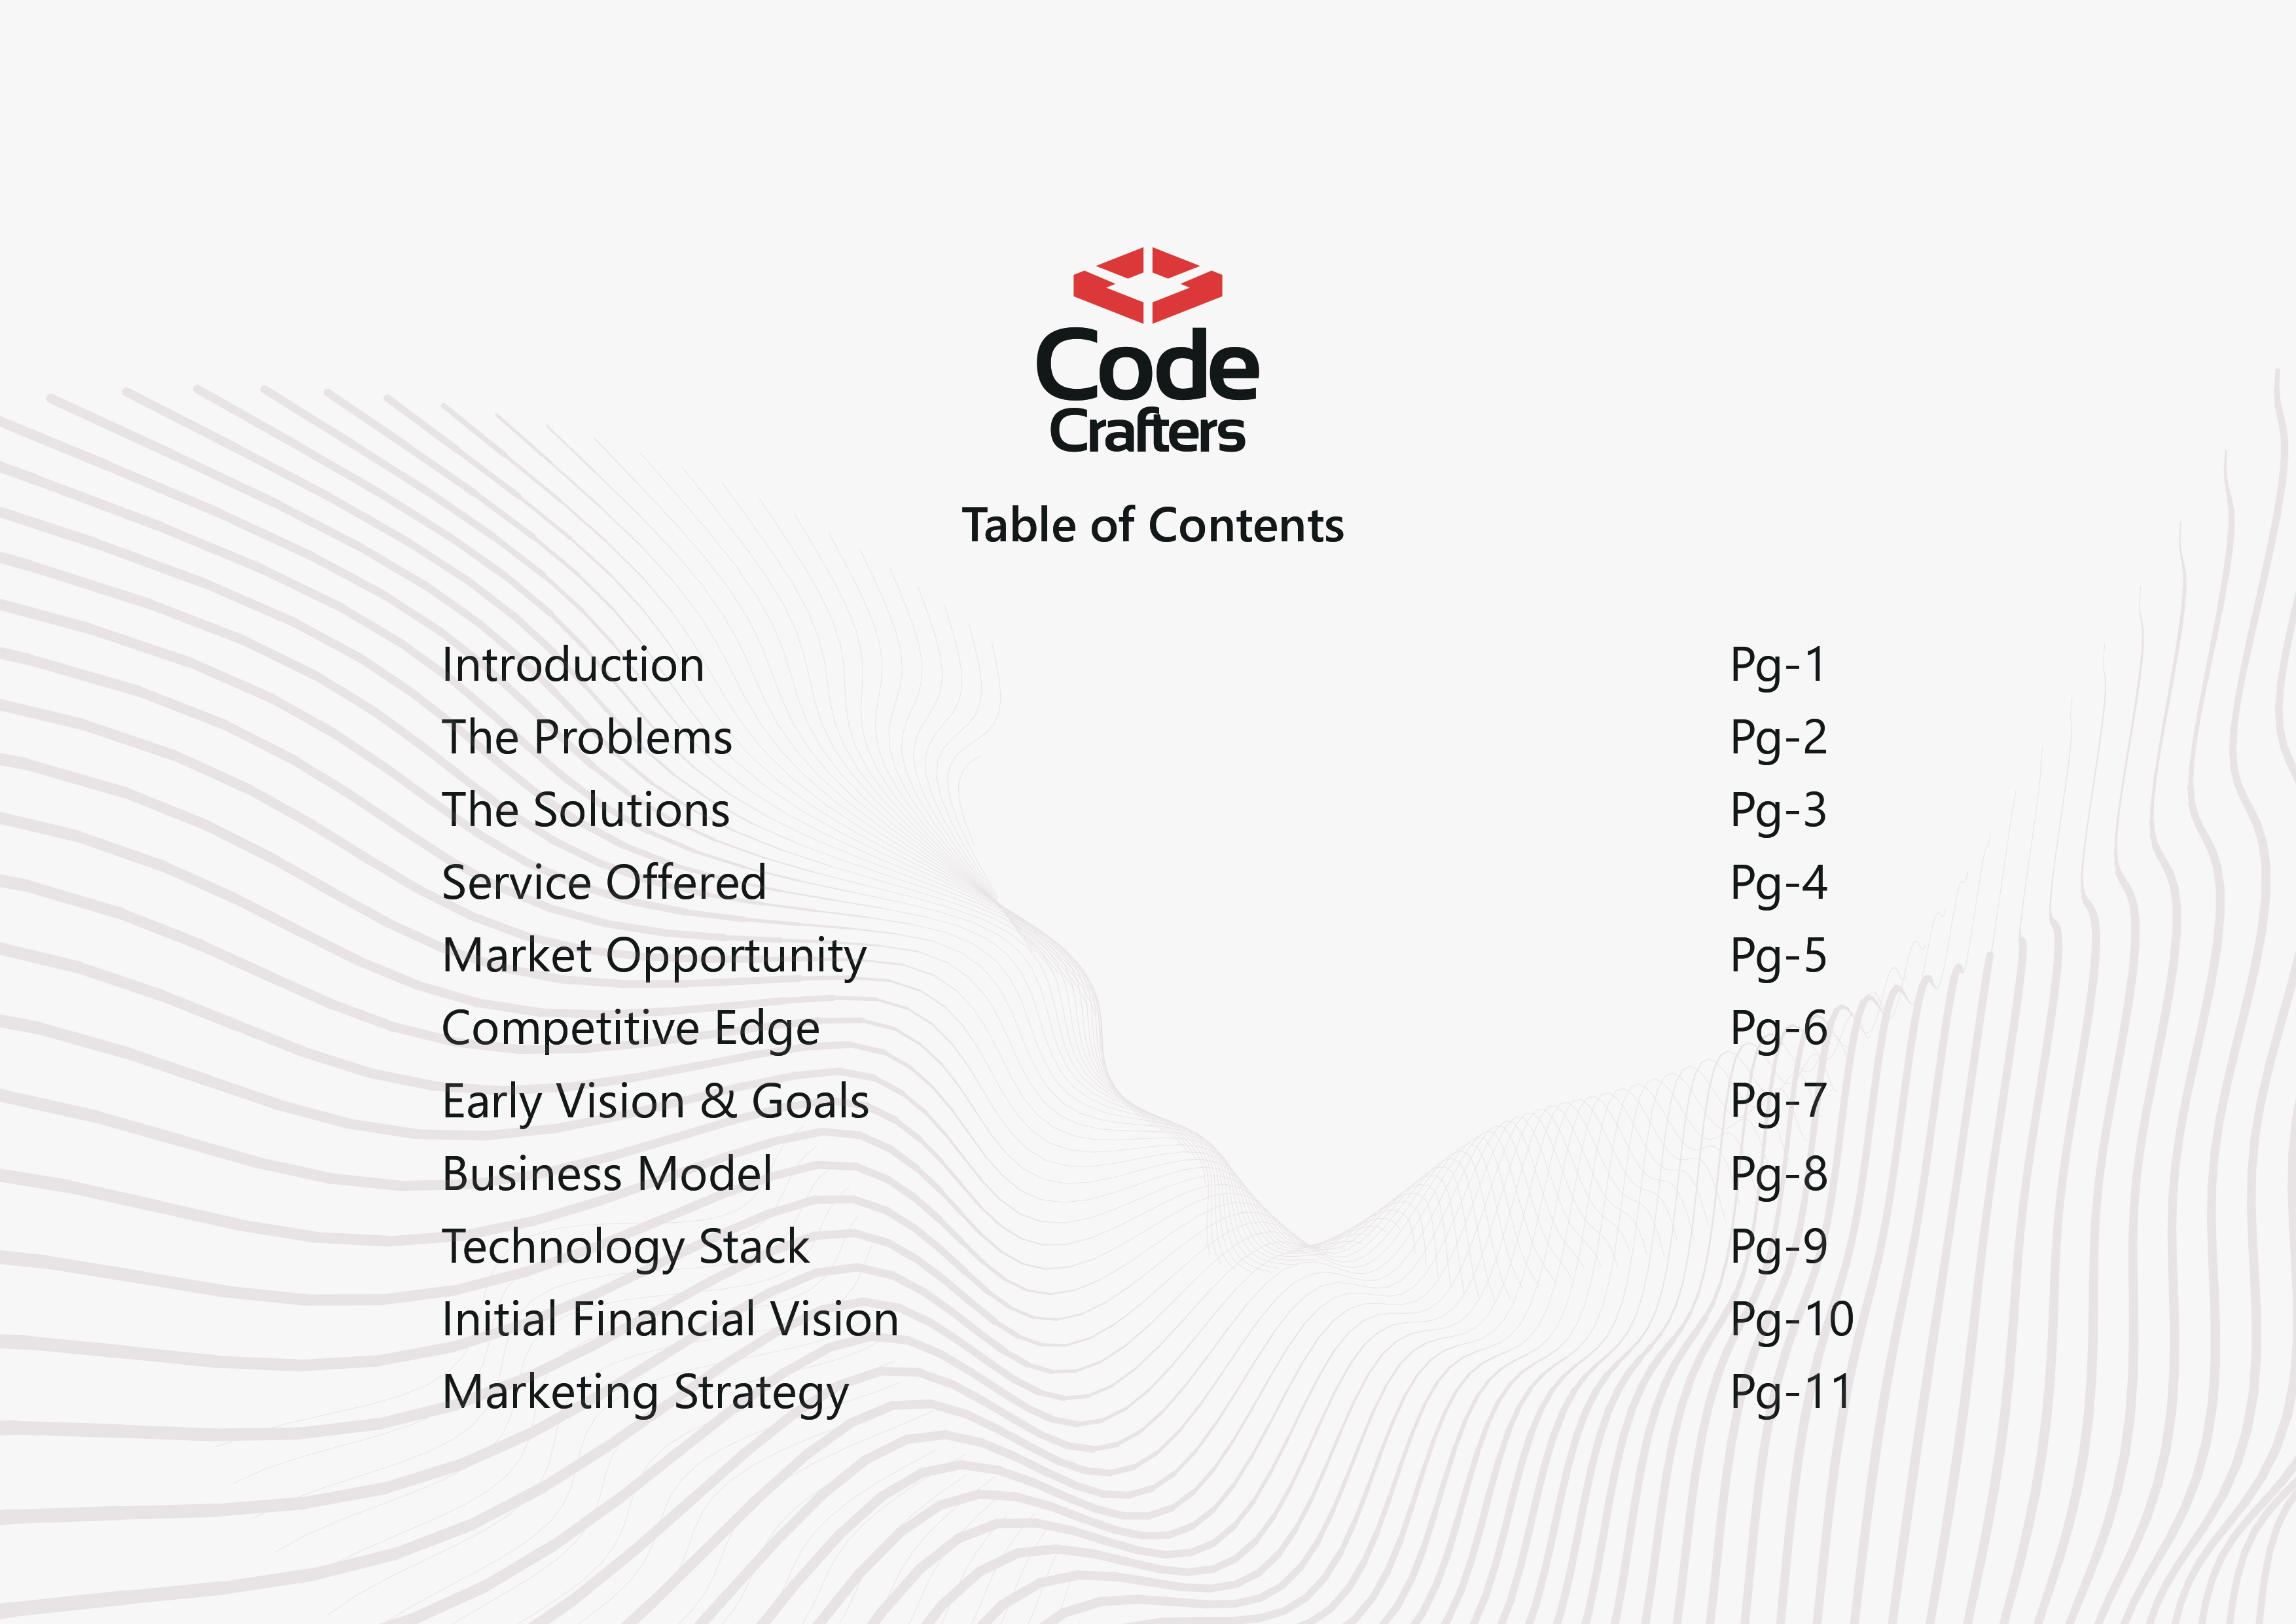 Code
Crafters
Table of Contents
Introduction Pg-1
The Problems Pg-2
The Solutions Pg-3
Service Offered Pg-4
Market Opportunity Pg-5
Competitive Edge Pg-6
Early Vision & Goals Pg-7
Business Model Pg-8
Technology Stack Pg-9
Initial Financial Vision Pg-10
Marketing Strategy Pg-11